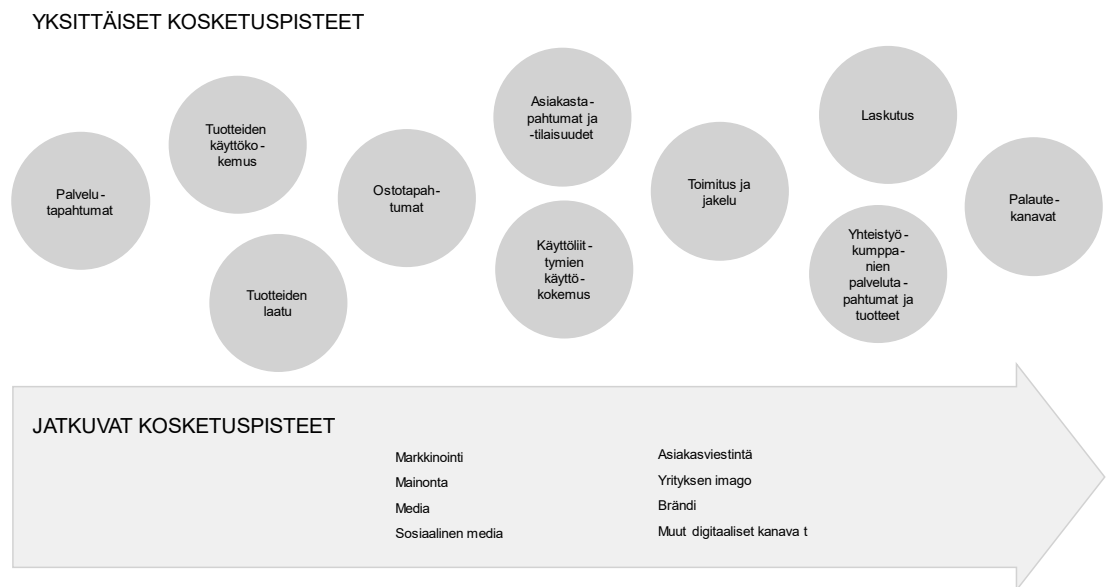 YKSITTÄISET KOSKETUSPISTEET
Palvelu-
tapahtumat
Tuotteiden
käyttöko-
kemus
Tuotteiden
laatu
Ostotapah-
tumat
Asiakasta-
pahtumat ja
-tilaisuudet
Käyttöliit-
tymien
käyttö-
kokemus
Toimitus ja
jakelu
Laskutus
Yhteistyö-
kumppa-
nien
palveluta-
pahtumat ja
tuotteet
Palaute-
kanavat
JATKUVAT KOSKETUSPISTEET
Markkinointi
Mainonta
Media
Sosiaalinen media
Asiakasviestintä
Yrityksen imago
Brändi
Muut digitaaliset kanava t